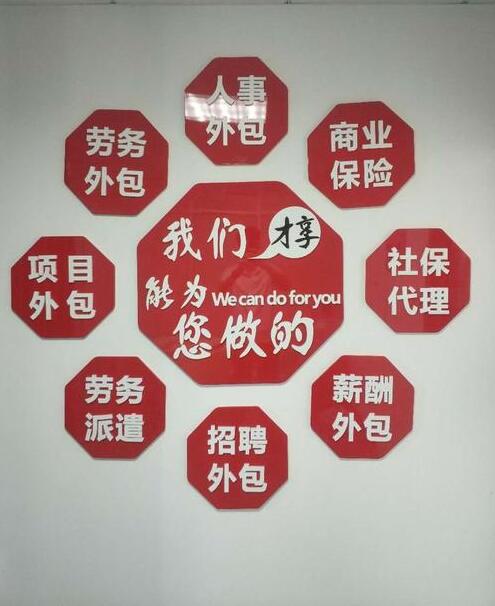 人事
外包
商业
保险
社保
代理
薪酬
外包
招聘
外包
劳务
派遣
项目
外包
劳务
外包
我们
才享
能为 We can do for you
您做的